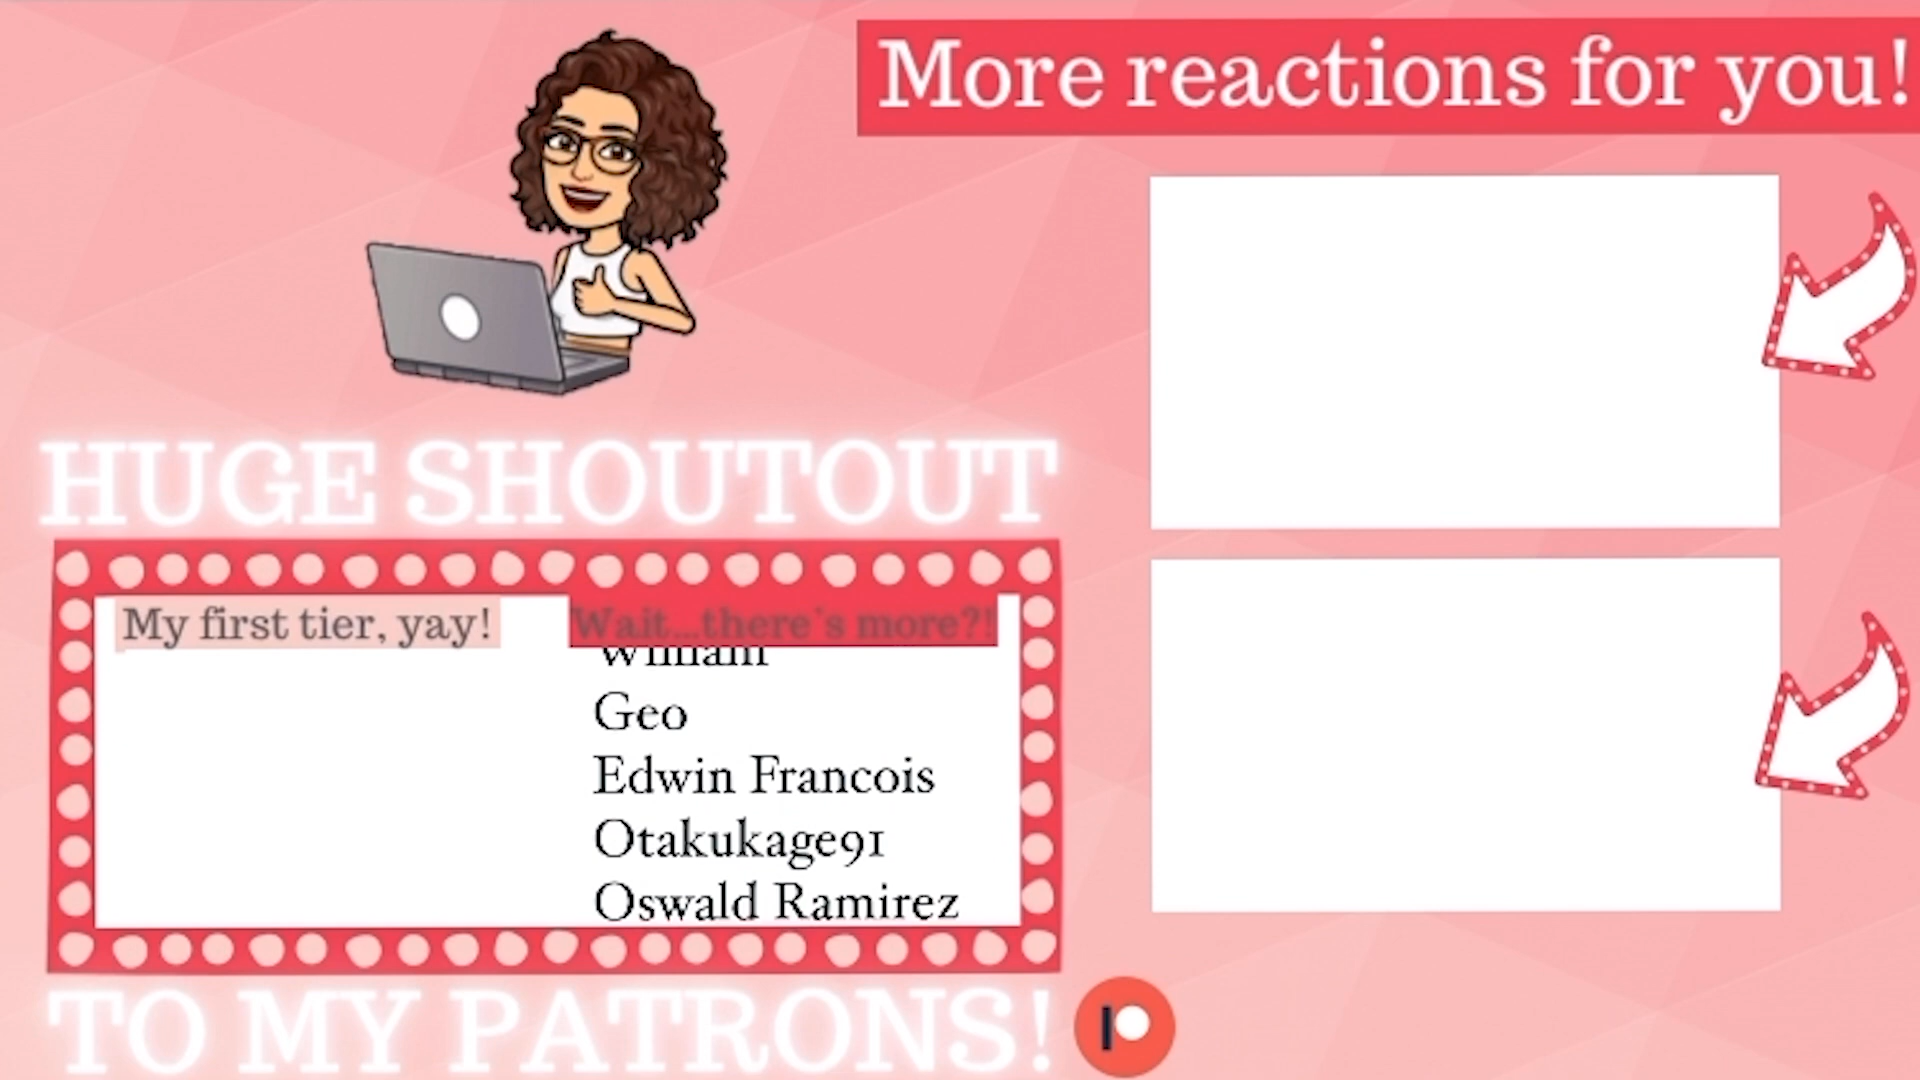 More reactions for you!
HUGE SHOUTOUT
My first tier, yay!
Wait...there's more?!
William
Geo
Edwin Francois
Otakukage91
Oswald Ramirez
TO MY PATRONS!